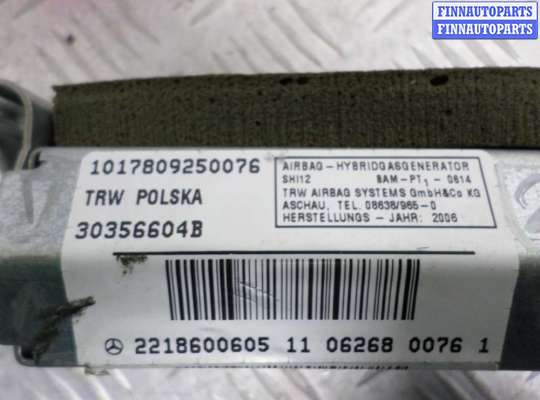 FINNAUTOPARTS
FINNAUTOPARTS
1017809250076
TRW POLSKA
30356604B
AIRBAG-HYBRIDGASGENERATOR
SHI12 BAM-PT1-0614
TRW AIRBAG SYSTEMS GmbH&Co KG
ASCHAU, TEL. 08638/965-0
HERSTELLUNGS - JAHR: 2006
2218600605 11 06268 0076 1